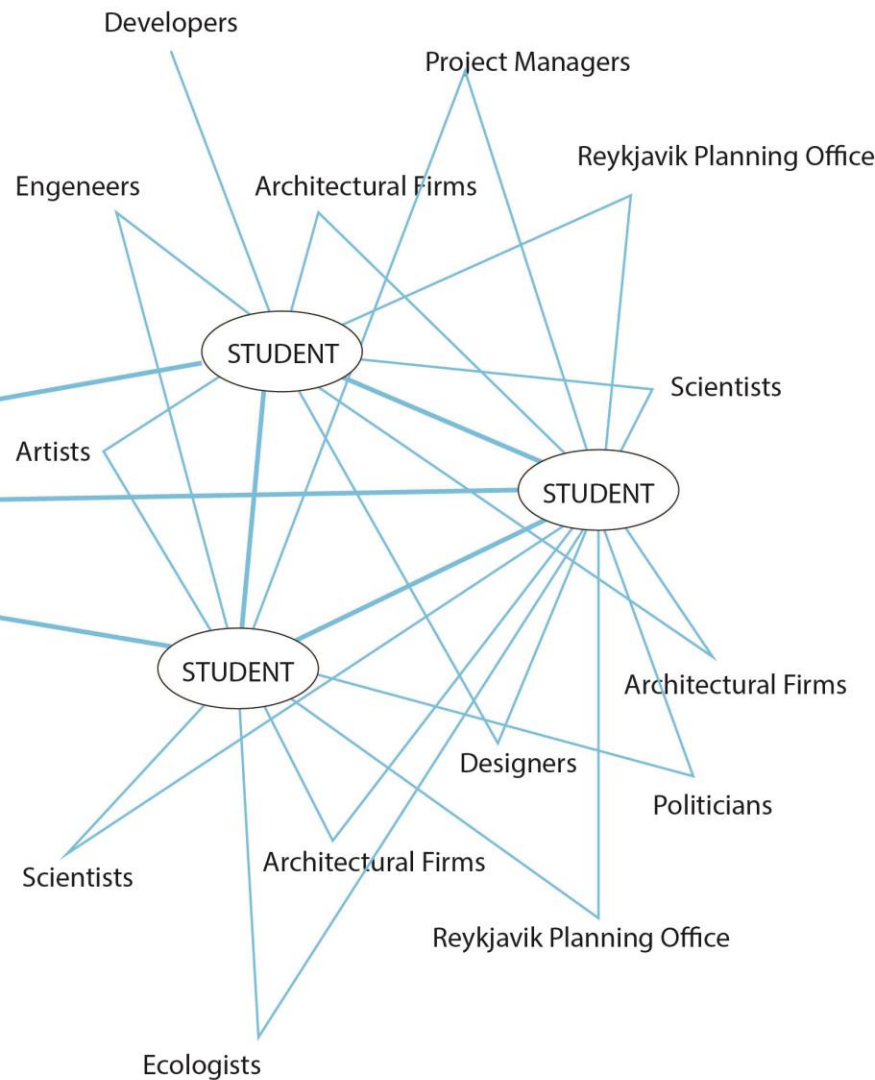 Developers
Project Managers
Reykjavik Planning Office
Engeneers
Architectural Firms
STUDENT
Scientists
Artists
STUDENT
STUDENT
Architectural Firms
Designers
Politicians
Architectural Firms
Scientists
Reykjavik Planning Office
Ecologists